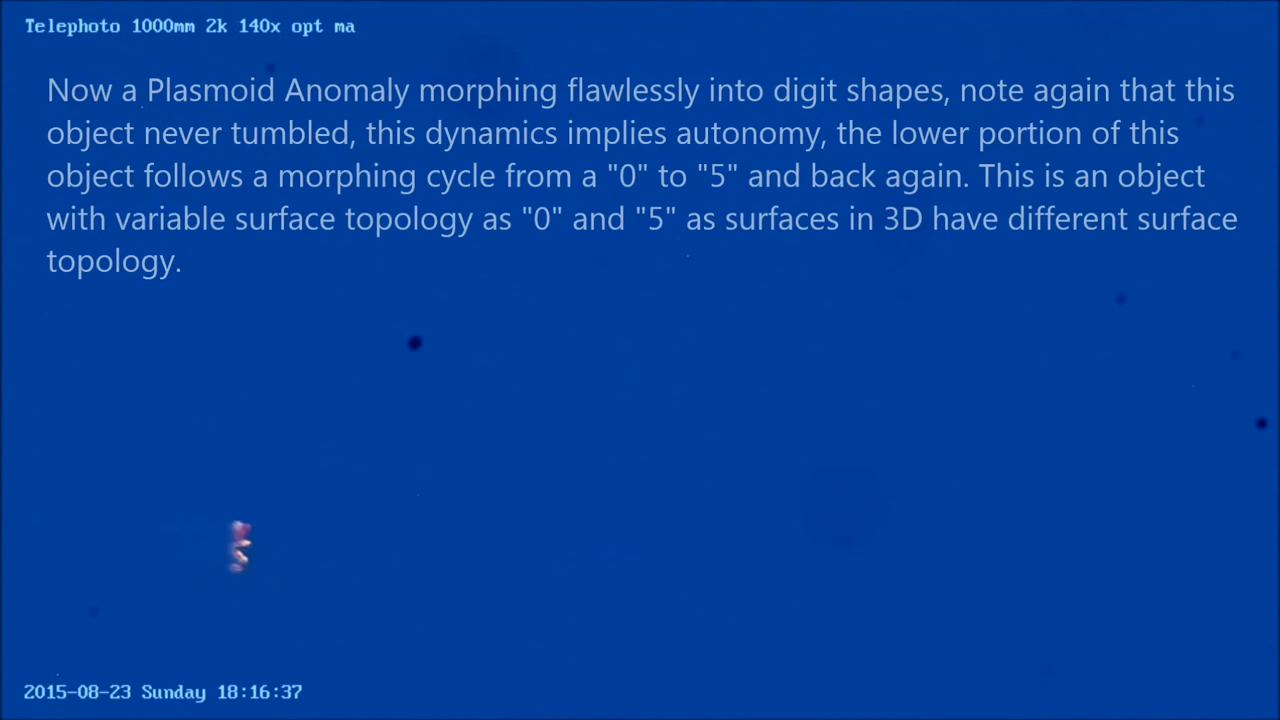 Telephoto 1000mm 2k 140x opt ma
Now a Plasmoid Anomaly morphing flawlessly into digit shapes, note again that this
object never tumbled, this dynamics implies autonomy, the lower portion of this
object follows a morphing cycle from a "0" to "5" and back again. This is an object
with variable surface topology as "0" and "5" as surfaces in 3D have different surface
topology.
2015-08-23 Sunday 18:16:37